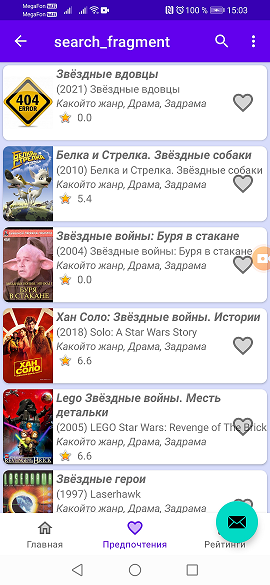 MegaFon
MegaFon
100 %
15:03
search_fragment
404
ERROR
Звёздные вдовцы
(2021) Звёздные вдовцы
Какойто жанр, Драма, Задрама
0.0
Белка и Стрелка. Звёздные собаки
(2010) Белка и Стрелка. Звёздные собаки
Какойто жанр, Драма, Задрама
5.4
БУРЯ
В СТАКАНЕ
Звёздные войны: Буря в стакане
(2004) Звёздные войны: Буря в стакане
Какойто жанр, Драма, Задрама
0.0
ХАН
СОЛО
Хан Соло: Звёздные войны. Истории
(2018) Solo: A Star Wars Story
Какойто жанр, Драма, Задрама
6.6
Lego Звёздные войны. Месть
детальки
(2005) LEGO Star Wars: Revenge of The Brick
Какойто жанр, Драма, Задрама
6.6
Звёздные герои
(1997) Laserhawk
Какойто жанр, Драма, Задрама
Главная
Предпочтения
Рейтинги